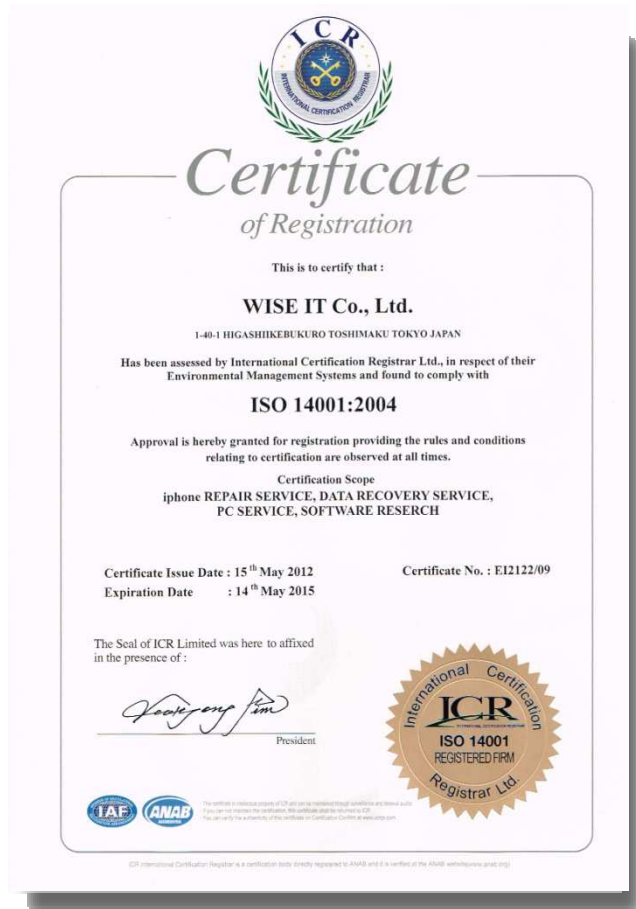 ICR
INTERNATIONAL CERTIFICATION REGISTRAR
Certificate
of Registration
This is to certify that :
WISE IT Co., Ltd.
1-40-1 HIGASHIIKEBUKURO TOSHIMAKU TOKYO JAPAN
Has been assessed by International Certification Registrar Ltd., in respect of their
Environmental Management Systems and found to comply with
ISO 14001:2004
Approval is hereby granted for registration providing the rules and conditions
relating to certification are observed at all times.
Certification Scope
iphone REPAIR SERVICE, DATA RECOVERY SERVICE,
PC SERVICE, SOFTWARE RESERCH
Certificate Issue Date : 15 th May 2012
Certificate No. : EI2122/09
Expiration Date : 14 th May 2015
The Seal of ICR Limited was here to affixed
in the presence of :
President
International Certification
ICR
ISO 14001
REGISTERED FIRM
Registrar Ltd.
IAF
ANAB